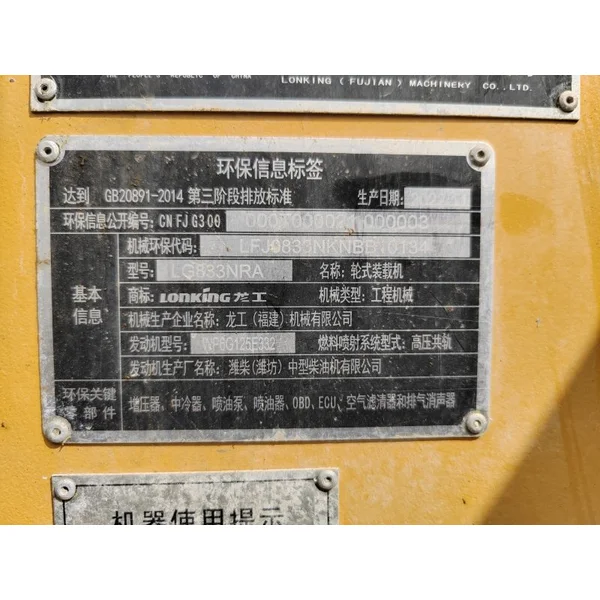 THE PEOPLE'S REPUBLIC OF CHINA
LONKING ( FUJIAN ) MACHINERY CO.,LTD.
环保信息标签
达到 GB20891-2014 第三阶段排放标准 生产日期:
环保信息公开编号: CN FJ G3 00
机械环保代码:
型号: LG833NRA 名称: 轮式装载机
基本信息
商标: LONKING 龙工 机械类型: 工程机械
机械生产企业名称: 龙工 (福建) 机械有限公司
发动机型号: WP6G125E332 燃料喷射系统型式: 高压共轨
发动机生产厂名称: 潍柴 (潍坊) 中型柴油机有限公司
环保关键零部件
增压器、中冷器、喷油泵、喷油器、OBD、ECU、空气滤清器和排气消声器
机器使用提示